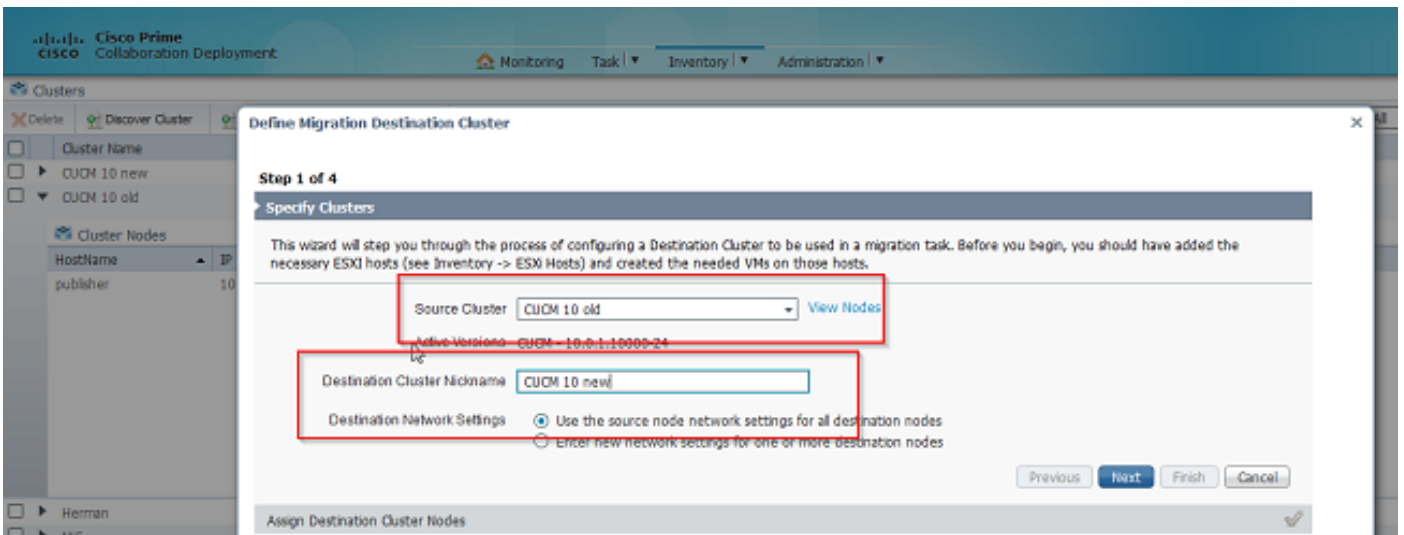 Cisco Prime
CISCO Collaboration Deployment
Monitoring Task Inventory Administration
Clusters
Delete Discover Cluster All
Define Migration Destination Cluster
Cluster Name
Step 1 of 4
CUCM 10 new
CUCM 10 old
Specify Clusters
Cluster Nodes
This wizard will step you through the process of configuring a Destination Cluster to be used in a migration task. Before you begin, you should have added the
necessary ESXI hosts (see Inventory -> ESXi Hosts) and created the needed VMs on those hosts.
HostName IP
publisher 10
Source Cluster CUCM 10 old View Nodes
Active Versions CUCM - 10.0.1.10000-24
Destination Cluster Nickname CUCM 10 new
Destination Network Settings Use the source node network settings for all destination nodes
Enter new network settings for one or more destination nodes
Previous Next Finish Cancel
Herman
Assign Destination Cluster Nodes